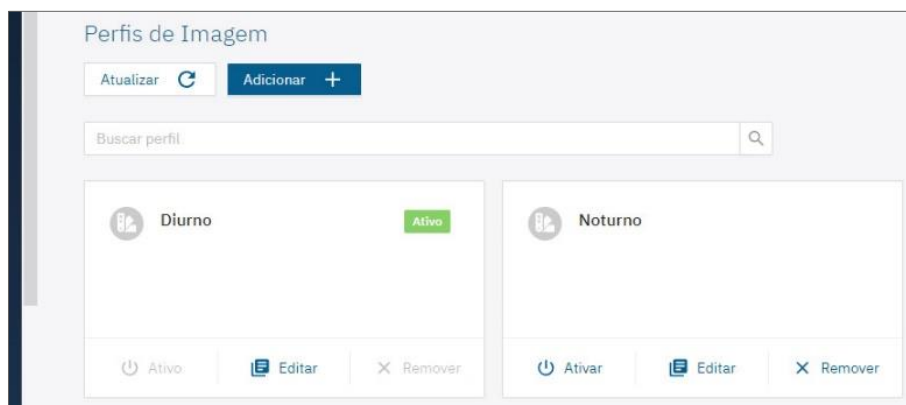 Perfis de Imagem
Atualizar Adicionar
Buscar perfil
Diurno Ativo
Noturno
Ativo Editar Remover
Ativar Editar Remover